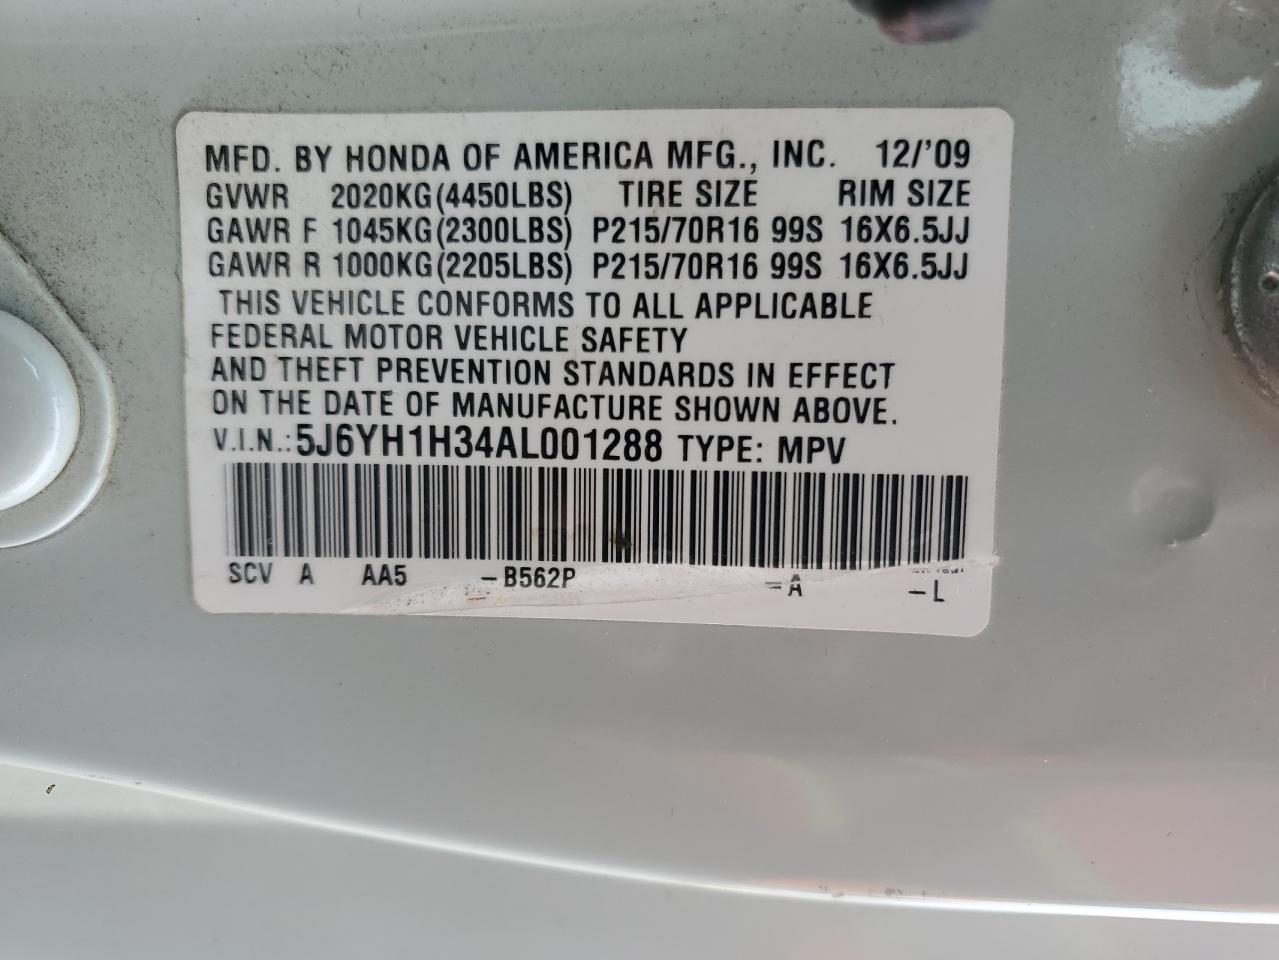 MFD. BY HONDA OF AMERICA MFG., INC. 12/'09
GVWR 2020KG(4450LBS) TIRE SIZE RIM SIZE
GAWR F 1045KG(2300LBS) P215/70R16 99S 16X6.5JJ
GAWR R 1000KG(2205LBS) P215/70R16 99S 16X6.5JJ
THIS VEHICLE CONFORMS TO ALL APPLICABLE
FEDERAL MOTOR VEHICLE SAFETY
AND THEFT PREVENTION STANDARDS IN EFFECT
ON THE DATE OF MANUFACTURE SHOWN ABOVE.
V.I.N.: 5J6YH1H34AL001288 TYPE: MPV
SCV A AA5 -B562P -A -L